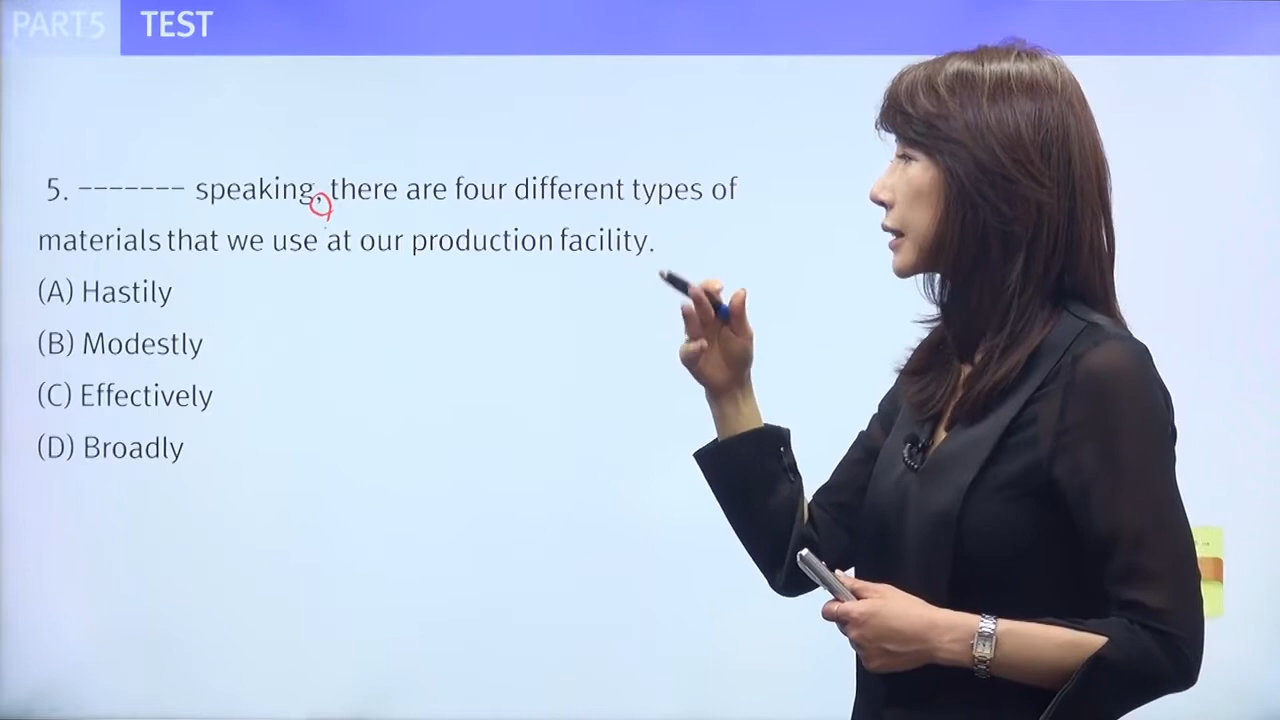 PART5 TEST
5. ------- speaking, there are four different types of
materials that we use at our production facility.
(A) Hastily
(B) Modestly
(C) Effectively
(D) Broadly